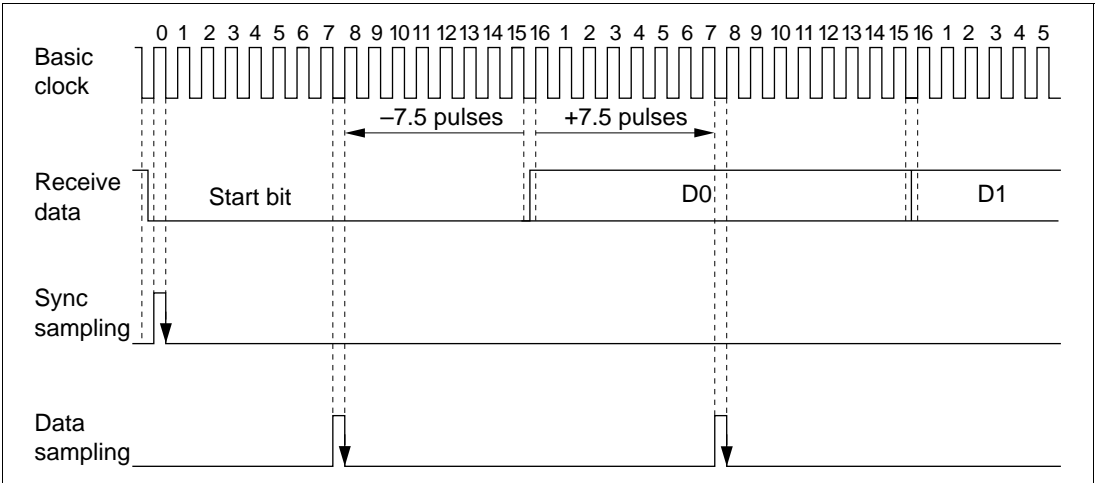 0 1 2 3 4 5 6 7 8 9 10 11 12 13 14 15 16 1 2 3 4 5 6 7 8 9 10 11 12 13 14 15 16 1 2 3 4 5
Basic
clock
–7.5 pulses +7.5 pulses
Receive
data
Start bit D0 D1
Sync
sampling
Data
sampling